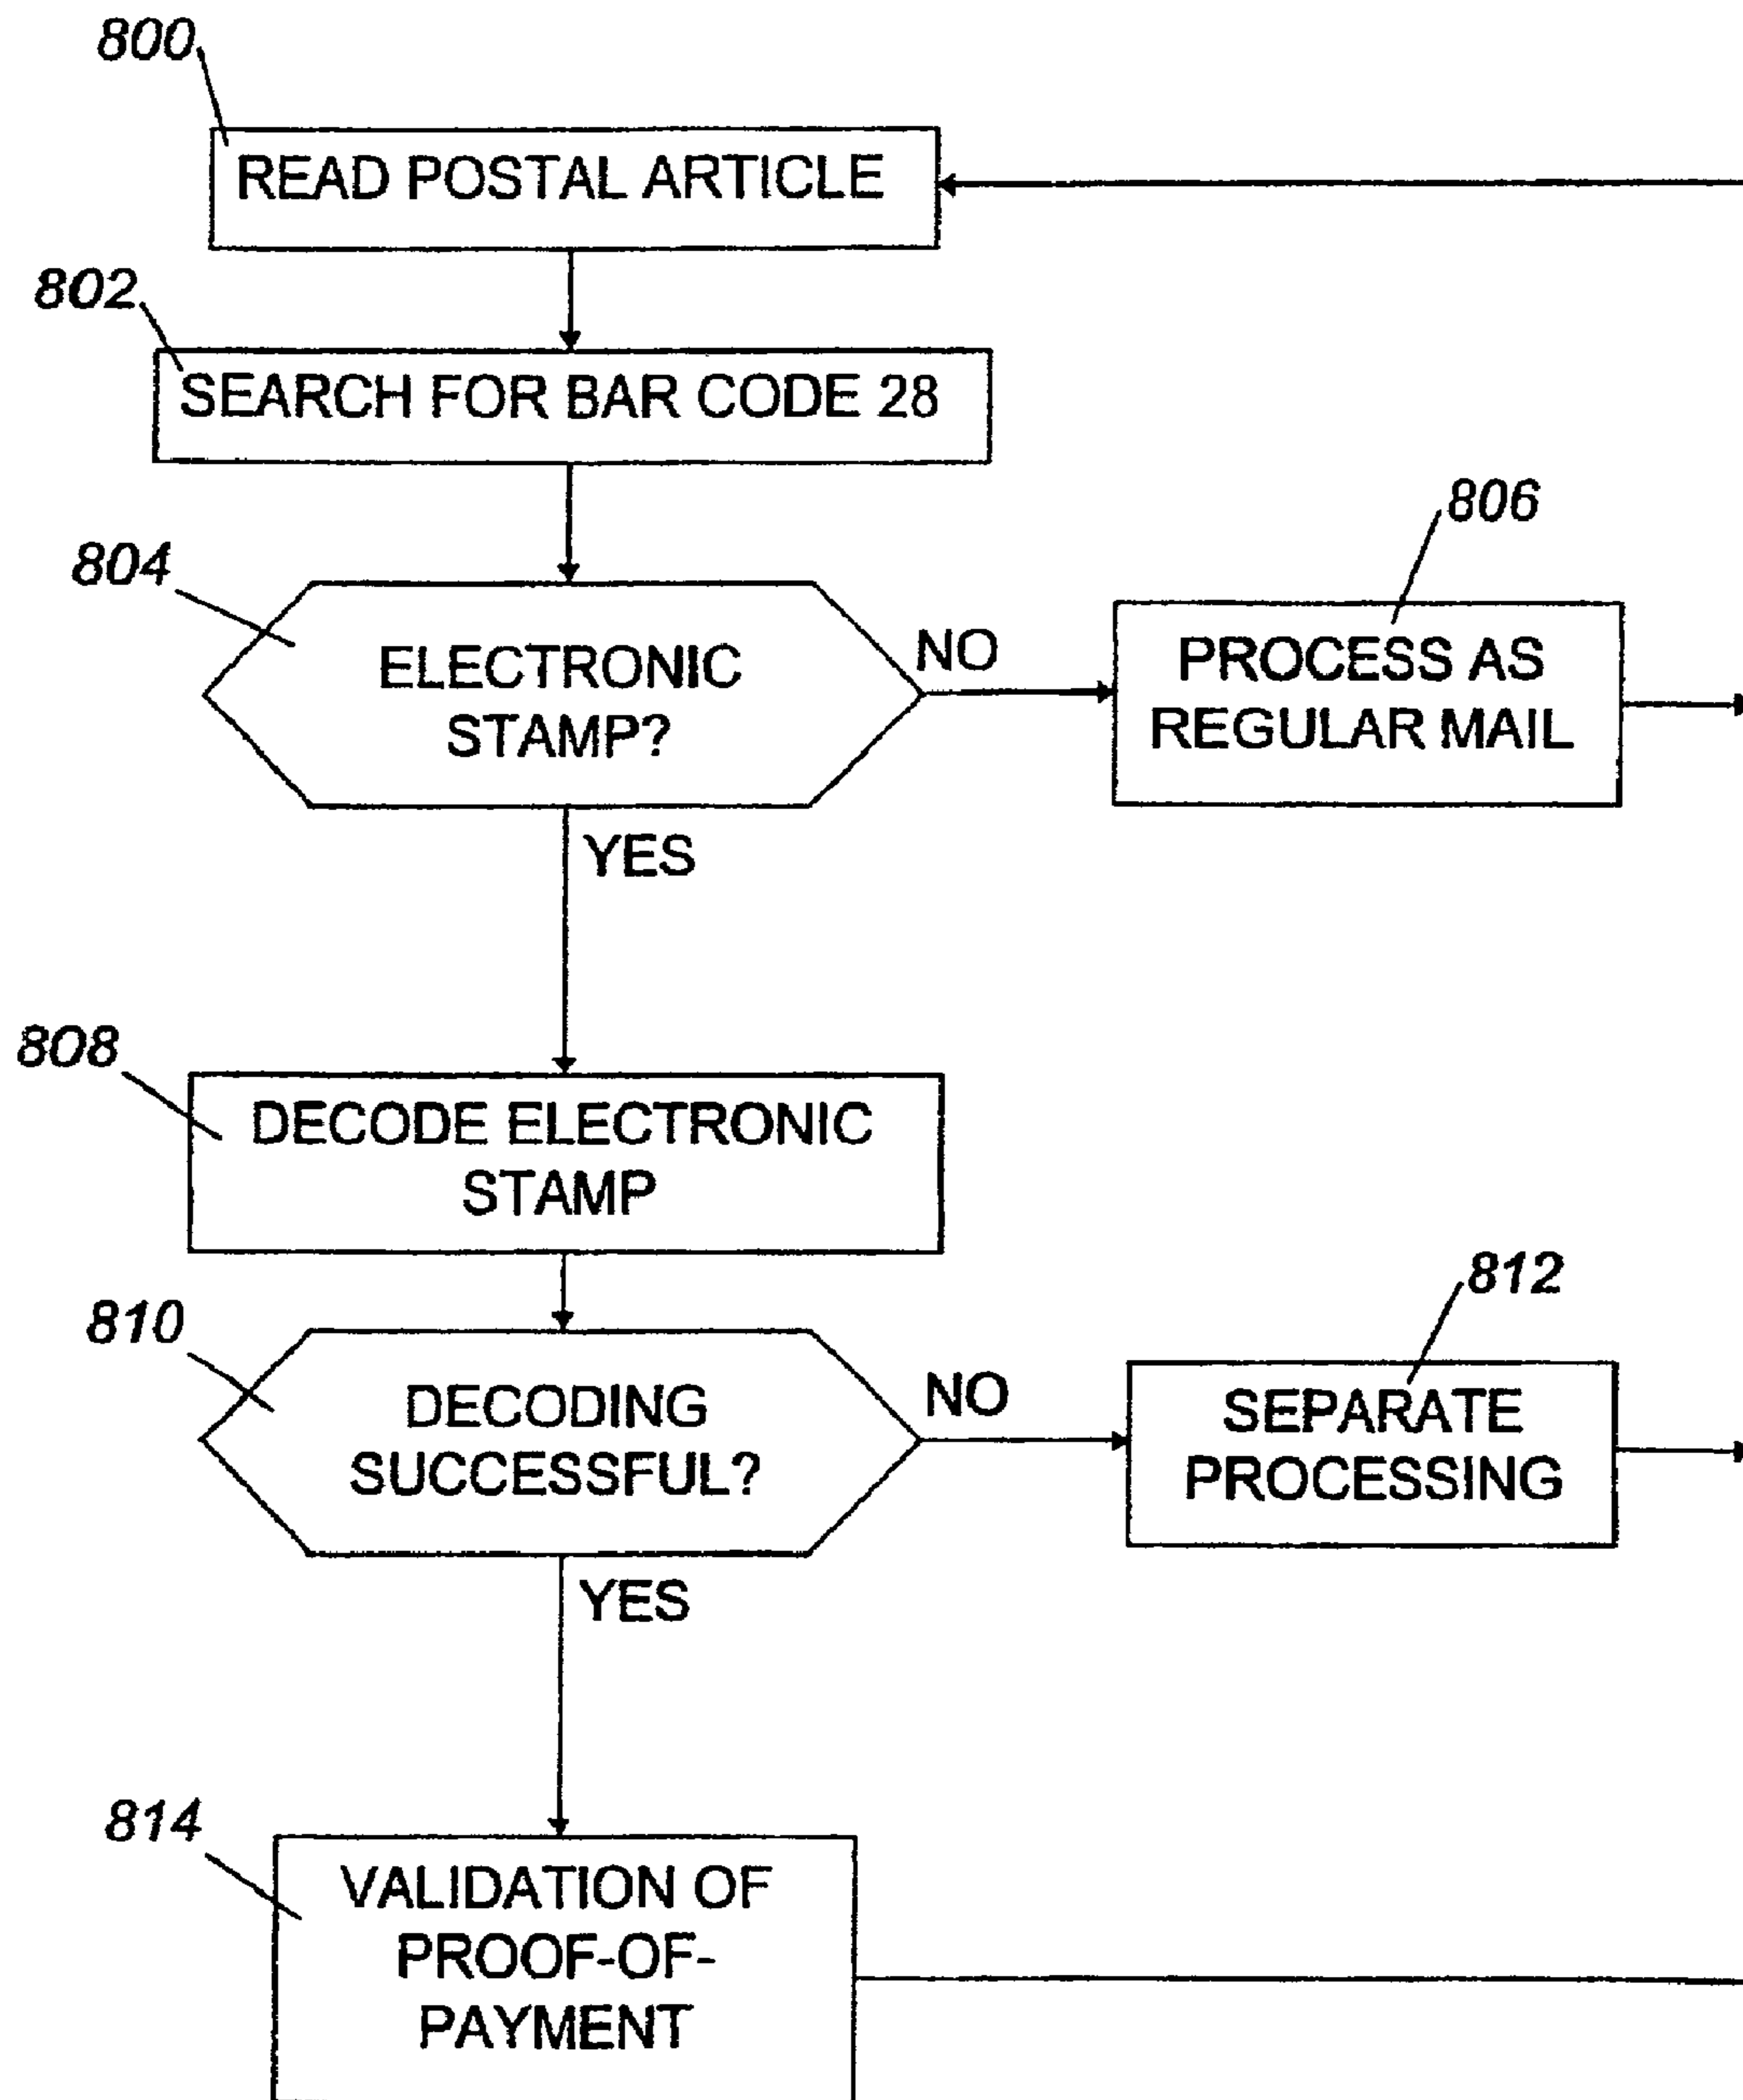 800
READ POSTAL ARTICLE
802
SEARCH FOR BAR CODE 28
804
ELECTRONIC
STAMP?
NO
806
PROCESS AS
REGULAR MAIL
YES
808
DECODE ELECTRONIC
STAMP
810
DECODING
SUCCESSFUL?
NO
812
SEPARATE
PROCESSING
YES
814
VALIDATION OF
PROOF-OF-
PAYMENT